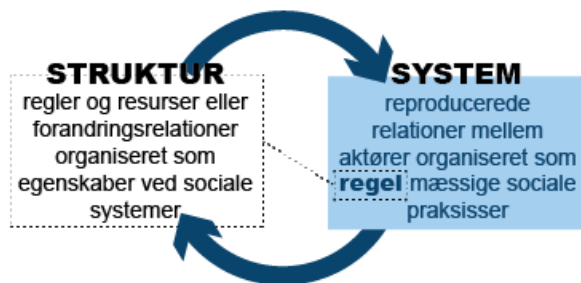 STRUKTUR
regler og resurser eller
forandringsrelationer
organiseret som
egenskaber ved sociale
systemer
SYSTEM
reproducerede
relationer mellem
aktører organiseret som
regel mæssige sociale
praksisser